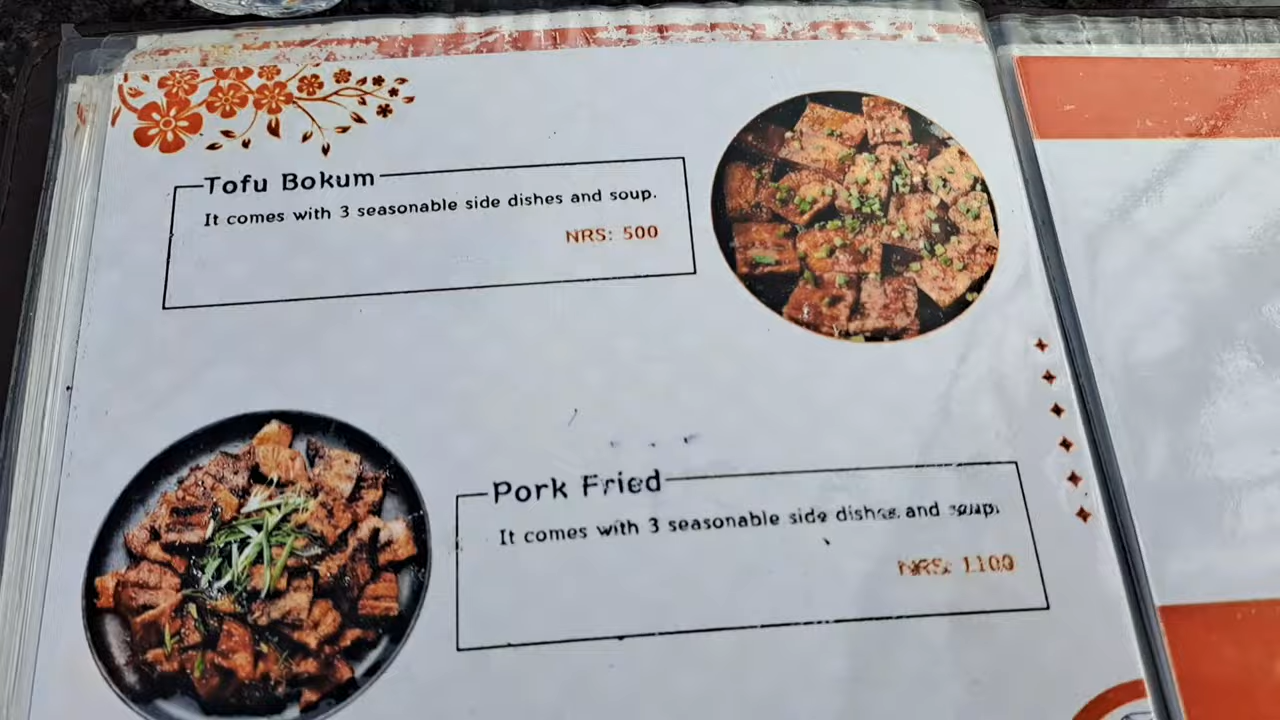 Tofu Bokum
It comes with 3 seasonable side dishes and soup.
NRS: 500
Pork Fried
It comes with 3 seasonable side dishes and soup.
NRS: 1100